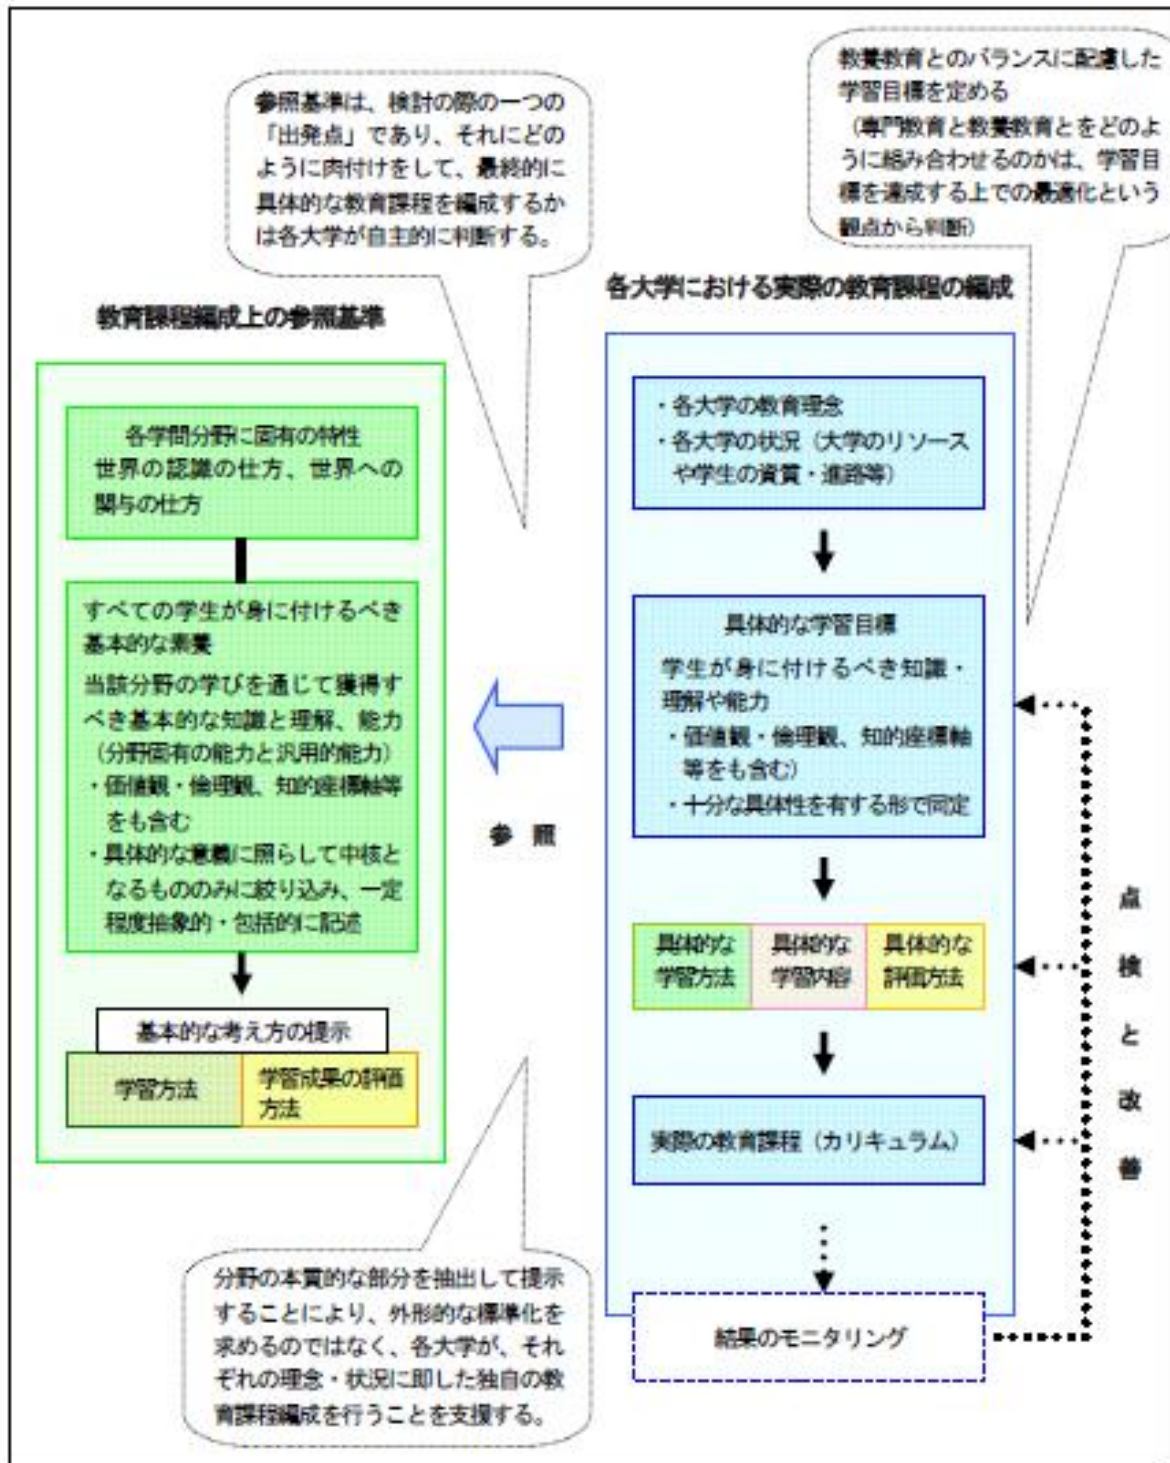 参照基準は、検討の際の一つの
「出発点」であり、それにどの
ように肉付けをして、最終的に
具体的な教育課程を編成するか
は各大学が自主的に判断する。
教養教育とのバランスに配慮した
学習目標を定める
（専門教育と教養教育とをどのよ
うに組み合わせるのかは、学習目
標を達成する上での最適化という
観点から判断）
教育課程編成上の参照基準
各学問分野に固有の特性
世界の認識の仕方、世界への
関与の仕方
すべての学生が身に付けるべき
基本的な素養
当該分野の学びを通じて獲得す
べき基本的な知識と理解、能力
（分野固有の能力と汎用的能力）
・価値観・倫理観、知的座標軸等
をも含む
・具体的な意義に照らして中核と
なるもののみに絞り込み、一定
程度抽象的・包括的に記述
基本的な考え方の提示
学習方法
学習成果の評価
方法
参 照
各大学における実際の教育課程の編成
・各大学の教育理念
・各大学の状況（大学のリソース
や学生の資質・進路等）
具体的な学習目標
学生が身に付けるべき知識・
理解や能力
・価値観・倫理観、知的座標軸
等をも含む）
・十分な具体性を有する形で同定
具体的な
学習方法
具体的な
学習内容
具体的な
評価方法
実際の教育課程（カリキュラム）
結果のモニタリング
点検と改善
分野の本質的な部分を抽出して提示
することにより、外形的な標準化を
求めるのではなく、各大学が、それ
ぞれの理念・状況に即した独自の教
育課程編成を行うことを支援する。